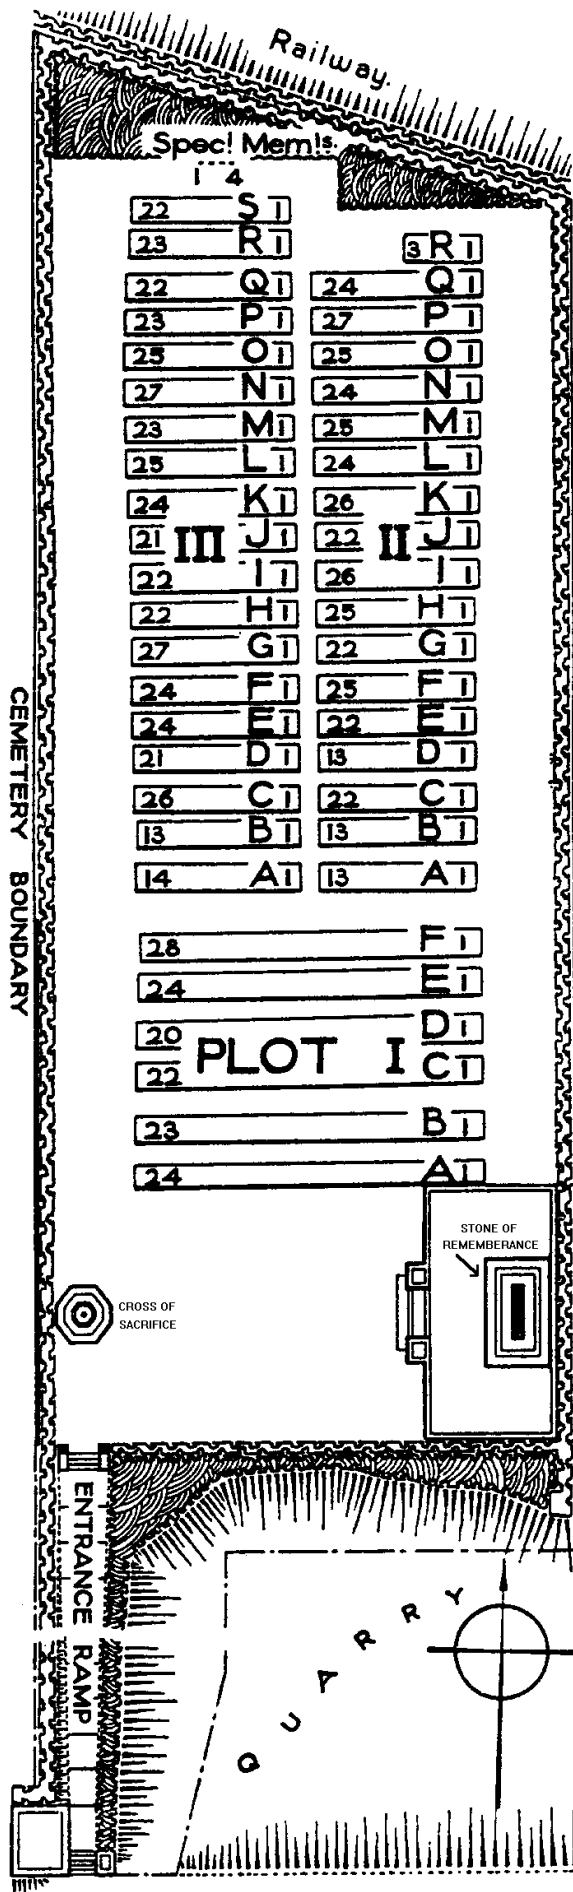 Railway.
Spec! Mem!s.
1 4
22 S 1
23 R 1
3 R 1
22 Q 1
24 Q 1
23 P 1
27 P 1
25 O 1
25 O 1
27 N 1
24 N 1
23 M 1
25 M 1
25 L 1
24 L 1
24 K 1
26 K 1
21 III J 1
22 II J 1
22 I 1
26 I 1
22 H 1
25 H 1
27 G 1
22 G 1
24 F 1
25 F 1
24 E 1
22 E 1
21 D 1
13 D 1
26 C 1
22 C 1
13 B 1
13 B 1
14 A 1
13 A 1
CEMETERY BOUNDARY
28 F 1
24 E 1
20 D 1
PLOT I
22 C 1
23 B 1
24 A 1
STONE OF
REMEMBERANCE
CROSS OF
SACRIFICE
ENTRANCE RAMP
QUARRY